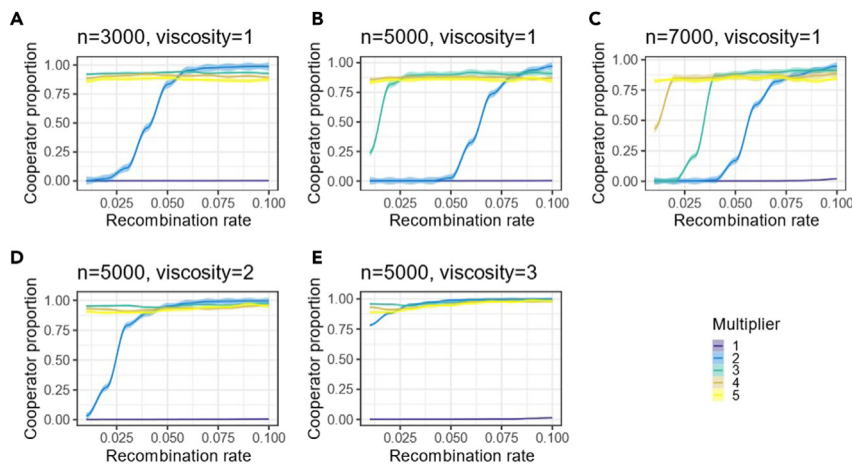 A
n=3000, viscosity=1
Cooperator proportion
1.00
0.75
0.50
0.25
0.00
0.025 0.050 0.075 0.100
Recombination rate
B
n=5000, viscosity=1
Cooperator proportion
1.00
0.75
0.50
0.25
0.00
0.025 0.050 0.075 0.100
Recombination rate
C
n=7000, viscosity=1
Cooperator proportion
1.00
0.75
0.50
0.25
0.00
0.025 0.050 0.075 0.100
Recombination rate
D
n=5000, viscosity=2
Cooperator proportion
1.00
0.75
0.50
0.25
0.00
0.025 0.050 0.075 0.100
Recombination rate
E
n=5000, viscosity=3
Cooperator proportion
1.00
0.75
0.50
0.25
0.00
0.025 0.050 0.075 0.100
Recombination rate
Multiplier
1
2
3
4
5